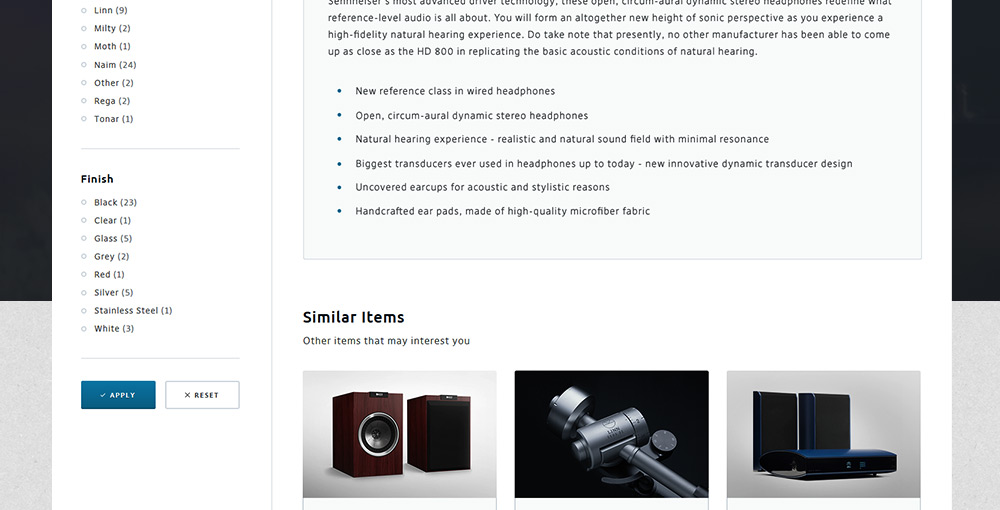 Linn (9)
Milty (2)
Moth (1)
Naim (24)
Other (2)
Rega (2)
Tonar (1)
Finish
Black (23)
Clear (1)
Glass (5)
Grey (2)
Red (1)
Silver (5)
Stainless Steel (1)
White (3)
✓ APPLY
✕ RESET
Sennheiser's most advanced driver technology, these open, circum-aural dynamic stereo headphones redefine what
reference-level audio is all about. You will form an altogether new height of sonic perspective as you experience a
high-fidelity natural hearing experience. Do take note that presently, no other manufacturer has been able to come
up as close as the HD 800 in replicating the basic acoustic conditions of natural hearing.
• New reference class in wired headphones
• Open, circum-aural dynamic stereo headphones
• Natural hearing experience - realistic and natural sound field with minimal resonance
• Biggest transducers ever used in headphones up to today - new innovative dynamic transducer design
• Uncovered earcups for acoustic and stylistic reasons
• Handcrafted ear pads, made of high-quality microfiber fabric
Similar Items
Other items that may interest you